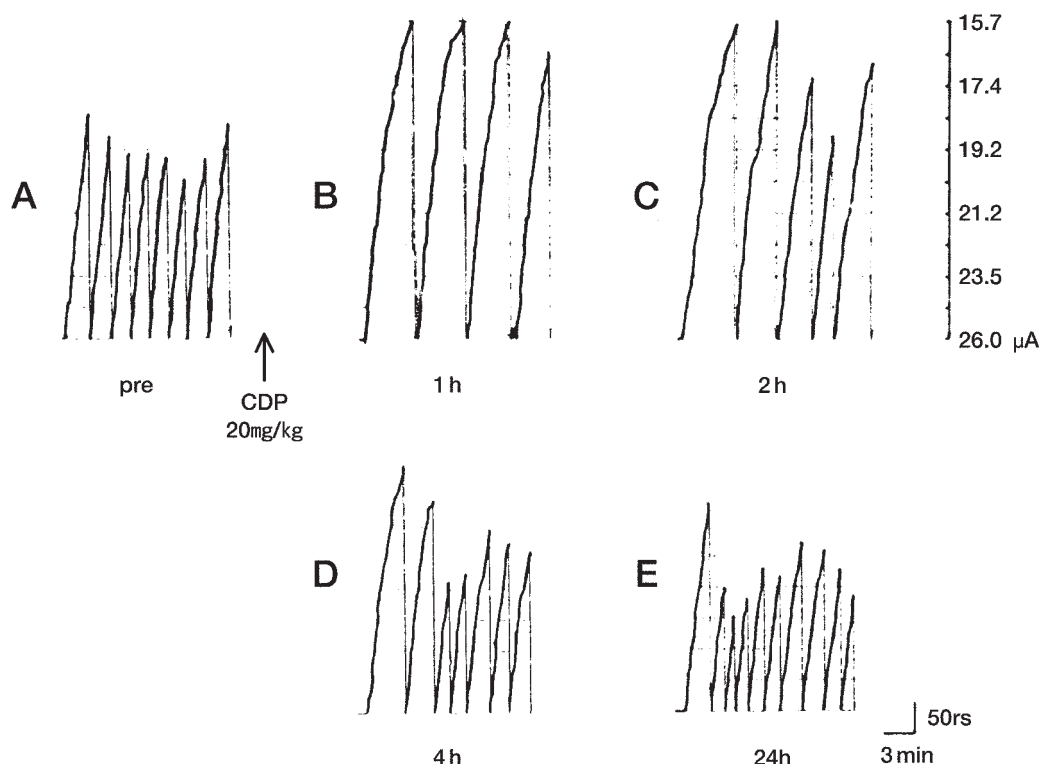 A
pre
CDP
20mg/kg
B
1 h
C
2 h
15.7
17.4
19.2
21.2
23.5
26.0 μA
D
4 h
E
24h
50rs
3 min